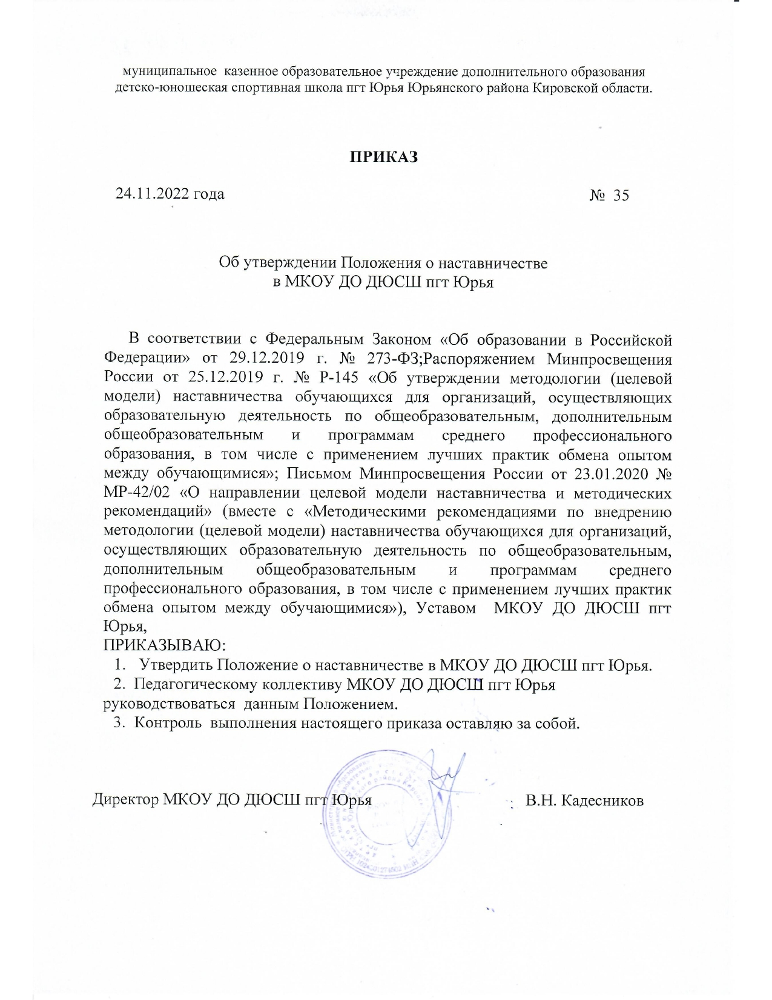 муниципальное казенное образовательное учреждение дополнительного образования
детско-юношеская спортивная школа пгт Юрья Юрьянского района Кировской области.
ПРИКАЗ
24.11.2022 года № 35
Об утверждении Положения о наставничестве
в МКОУ ДО ДЮСШ пгт Юрья
В соответствии с Федеральным Законом «Об образовании в Российской
Федерации» от 29.12.2019 г. № 273-ФЗ;Распоряжением Минпросвещения
России от 25.12.2019 г. № Р-145 «Об утверждении методологии (целевой
модели) наставничества обучающихся для организаций, осуществляющих
образовательную деятельность по общеобразовательным, дополнительным
общеобразовательным и программам среднего профессионального
образования, в том числе с применением лучших практик обмена опытом
между обучающимися»; Письмом Минпросвещения России от 23.01.2020 №
МР-42/02 «О направлении целевой модели наставничества и методических
рекомендаций» (вместе с «Методическими рекомендациями по внедрению
методологии (целевой модели) наставничества обучающихся для организаций,
осуществляющих образовательную деятельность по общеобразовательным,
дополнительным общеобразовательным и программам среднего
профессионального образования, в том числе с применением лучших практик
обмена опытом между обучающимися»), Уставом МКОУ ДО ДЮСШ пгт
Юрья,
ПРИКАЗЫВАЮ:
1. Утвердить Положение о наставничестве в МКОУ ДО ДЮСШ пгт Юрья.
2. Педагогическому коллективу МКОУ ДО ДЮСШ пгт Юрья
руководствоваться данным Положением.
3. Контроль выполнения настоящего приказа оставляю за собой.
Директор МКОУ ДО ДЮСШ пгт Юрья В.Н. Кадесников